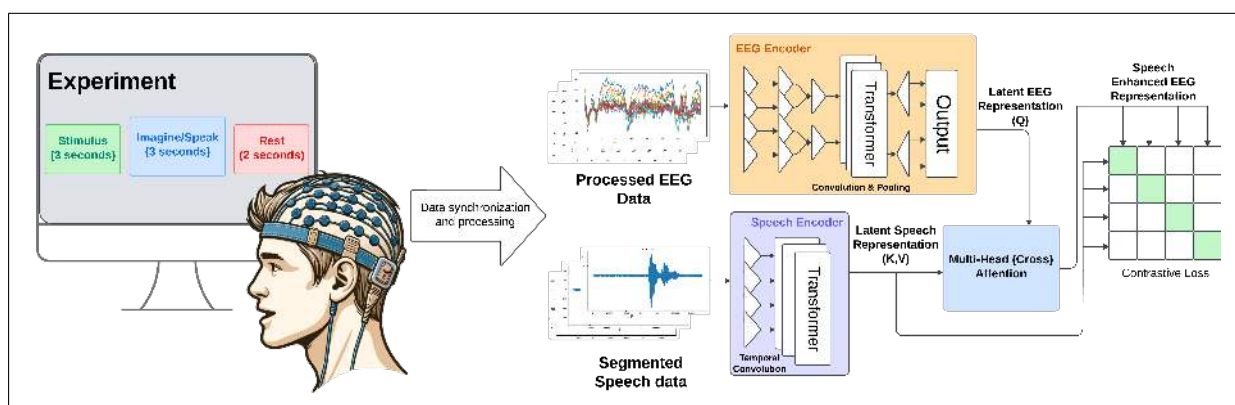 Experiment
Stimulus
(3 seconds)
Imagine/Speak
(3 seconds)
Rest
(2 seconds)
Data synchronization
and processing
Processed EEG
Data
Segmented
Speech data
EEG Encoder
Transformer
Output
Convolution & Pooling
Speech Encoder
Transformer
Temporal
Convolution
Latent EEG
Representation
(Q)
Latent Speech
Representation
(K,V)
Multi-Head (Cross)
Attention
Speech
Enhanced EEG
Representation
Contrastive Loss